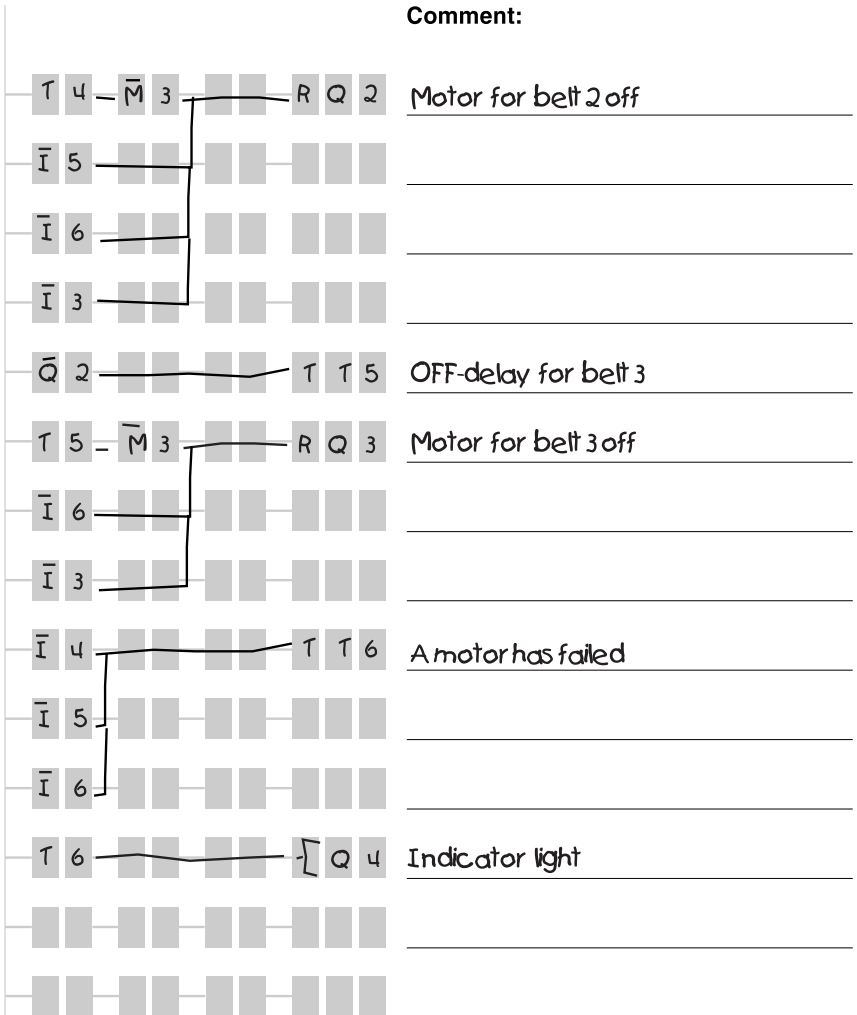 Comment:
T 4 M̅ 3 R Q 2 Motor for belt 2 off
I̅ 5
I̅ 6
I̅ 3
Q̅ 2 T T 5 OFF-delay for belt 3
T 5 M̅ 3 R Q 3 Motor for belt 3 off
I̅ 6
I̅ 3
I̅ 4 T T 6 A motor has failed
I̅ 5
I̅ 6
T 6 [ Q 4 Indicator light